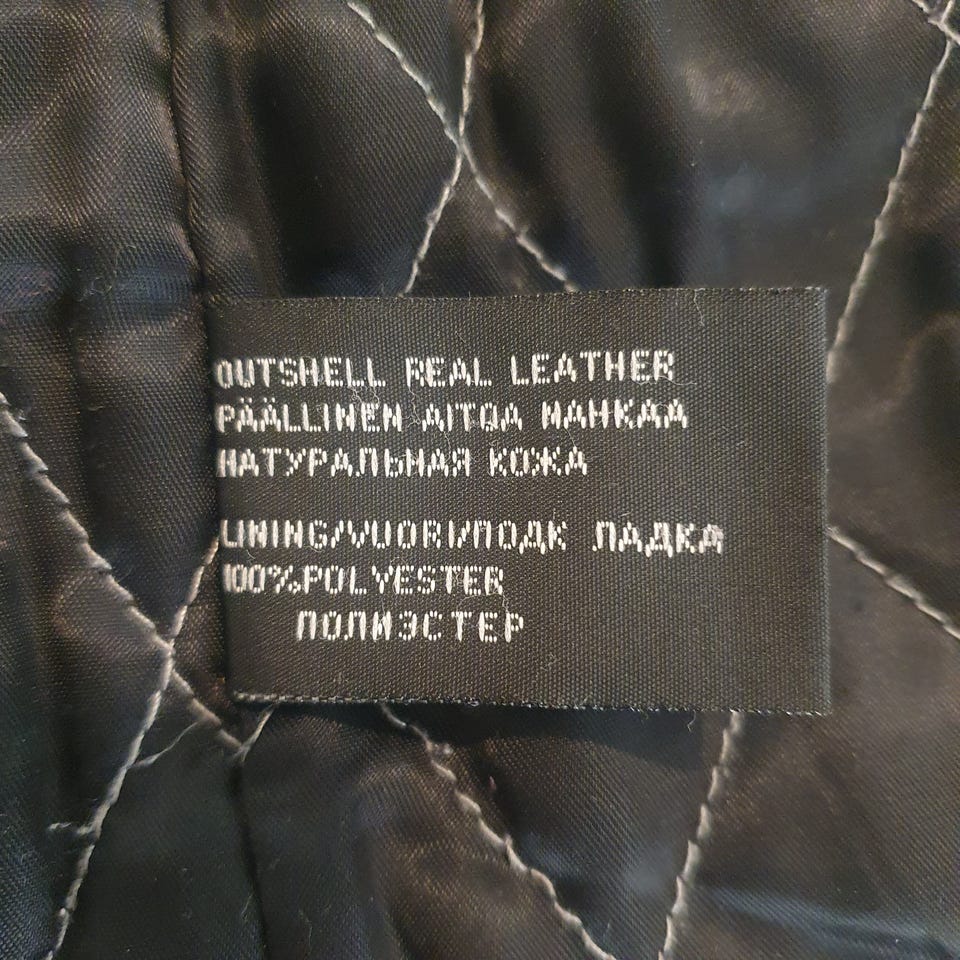 OUTSHELL REAL LEATHER
PÄÄLLINEN AITOA NAHKAA
НАТУРАЛЬНАЯ КОЖА
LINING/VUORI/ПОДК ЛАДКА
100%POLYESTER
ПОЛИЭСТЕР